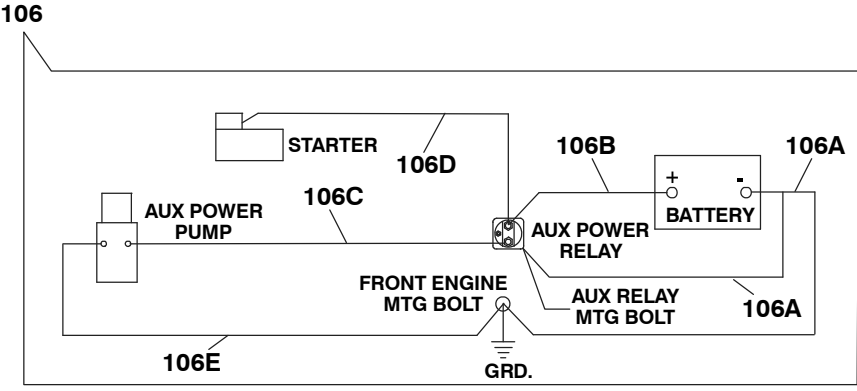 106
STARTER
106D
106B
106A
+
-
BATTERY
106C
AUX POWER
PUMP
AUX POWER
RELAY
FRONT ENGINE
MTG BOLT
AUX RELAY
MTG BOLT
106A
106E
GRD.